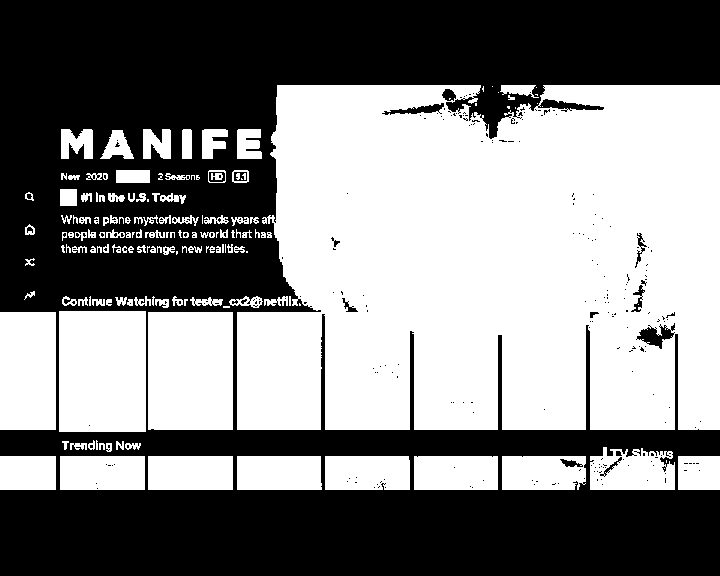 MANIFES
New 2020 2 Seasons HD 5.1
#1 in the U.S. Today
When a plane mysteriously lands years aft
people onboard return to a world that has
them and face strange, new realities.
Continue Watching for tester_cx2@netflix.c
Trending Now
TV Shows